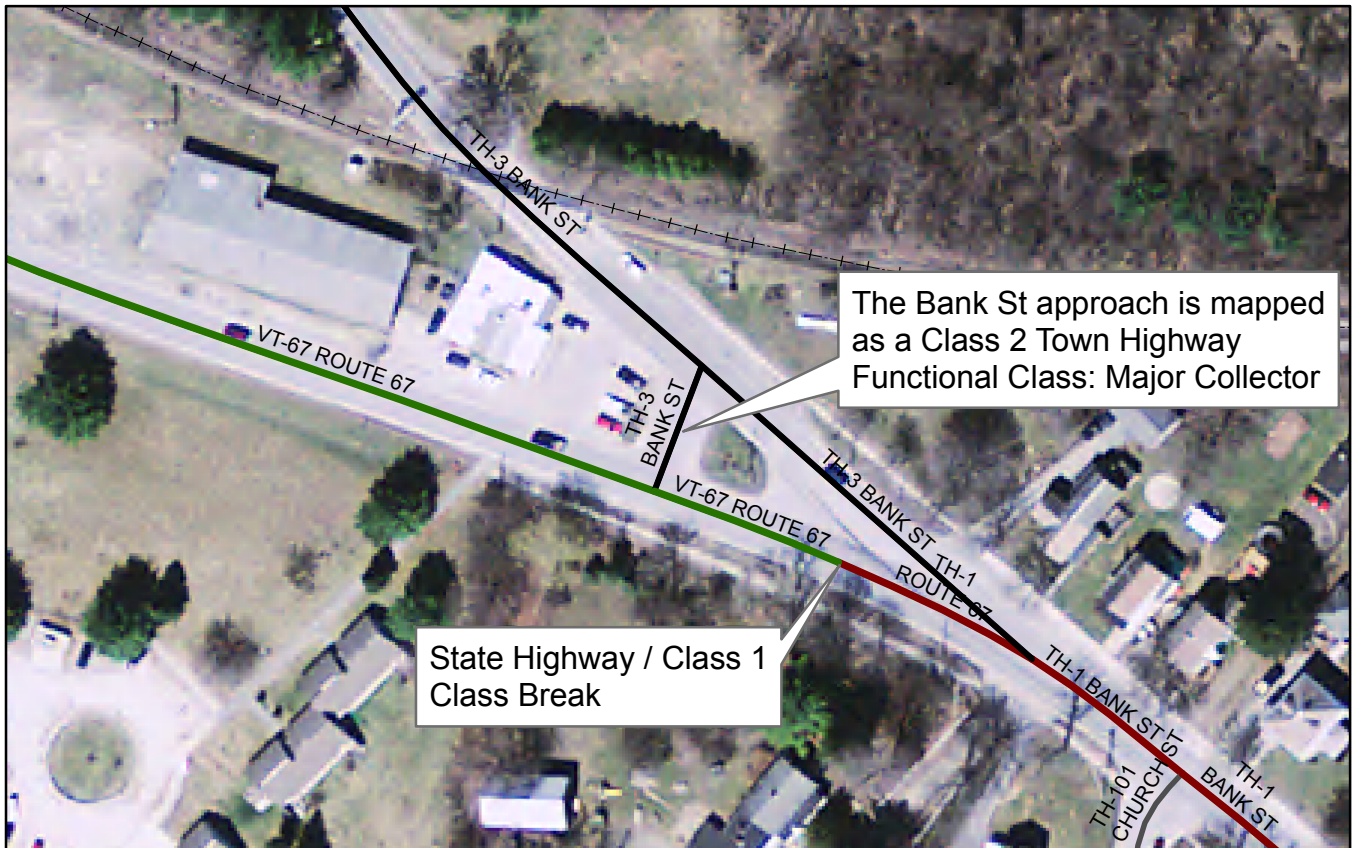 TH-3 BANK ST
The Bank St approach is mapped
as a Class 2 Town Highway
Functional Class: Major Collector
VT-67 ROUTE 67
TH-3
BANK ST
VT-67 ROUTE 67
TH-3 BANK ST
TH-1
ROUTE 67
State Highway / Class 1
Class Break
TH-1 BANK ST
TH-101
CHURCH ST
TH-1
BANK ST